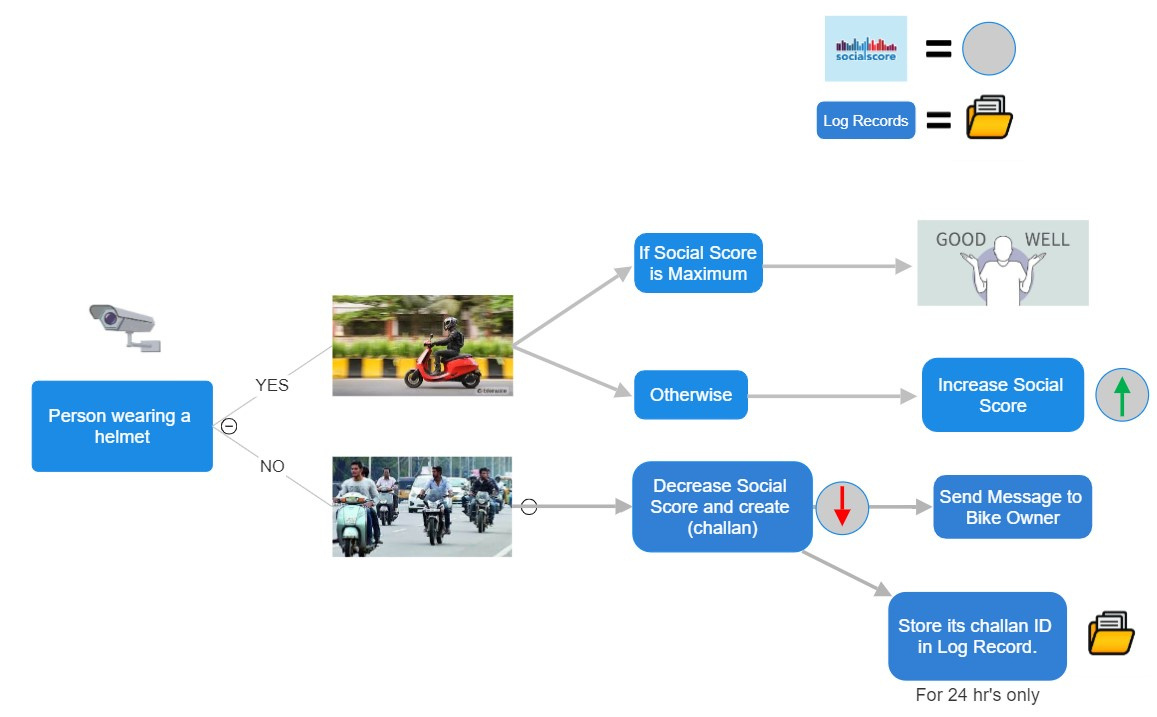 socialscore
Log Records
If Social Score
is Maximum
GOOD WELL
YES
Person wearing a
helmet
Otherwise
Increase Social
Score
NO
Decrease Social
Score and create
(challan)
Send Message to
Bike Owner
Store its challan ID
in Log Record.
For 24 hr's only